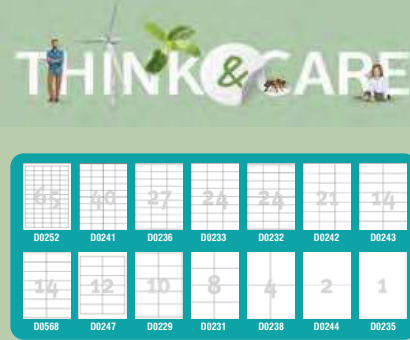 THINK & CARE
65 40 27 24 24 21 14
D0252 D0241 D0236 D0233 D0232 D0242 D0243
14 12 10 8 4 2 1
D0568 D0247 D0229 D0231 D0238 D0244 D0235